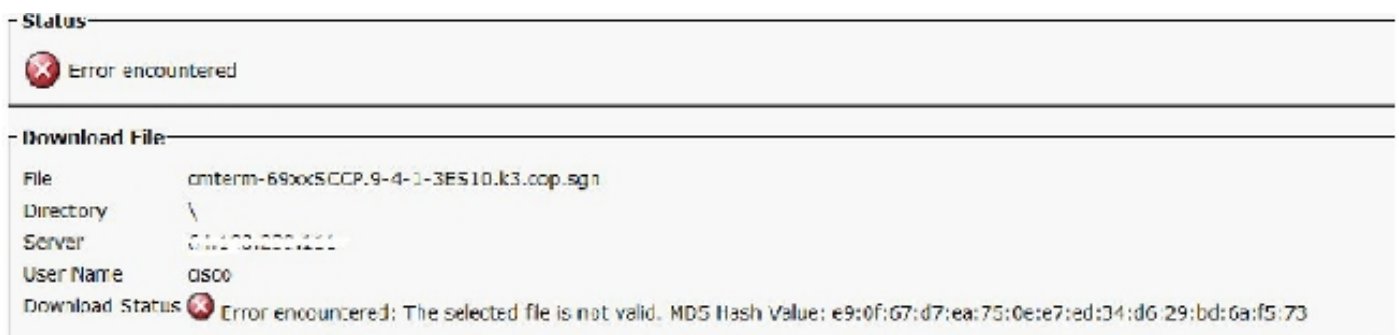 Status
Error encountered
Download File
File cmterm-69xxSCCP.9-4-1-3ES10.k3.cop.sgn
Directory \
Server
User Name cisco
Download Status Error encountered: The selected file is not valid. MD5 Hash Value: e9:0f:67:d7:ea:75:0e:e7:ed:34:d6:29:bd:6a:f5:73